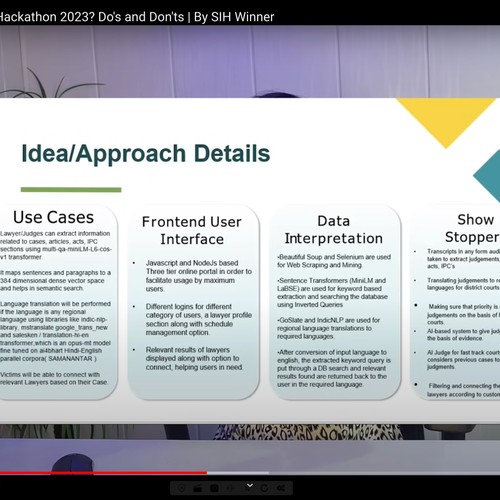 Hackathon 2023? Do's and Don'ts | By SIH Winner
Idea/Approach Details
Use Cases
Lawyer/Judges can extract information
related to cases, articles, acts, IPC
sections using multi-qa-miniLM-L6-cos-
v1 transformer.
It maps sentences and paragraphs to a
384 dimensional dense vector space
and helps in semantic search.
Language translation will be performed
if the language is any regional
language using libraries like indic-nlp-
library, mstranslate google_trans_new
and salesken / translation-hi-en
transformer,which is an opus-mt model
fine tuned on ai4bhart Hindi-English
parallel corpora( SAMANANTAR )
Victims will be able to connect with
relevant Lawyers based on their Case.
Frontend User
Interface
• Javascript and NodeJs based
Three tier online portal in order to
facilitate usage by maximum
users.
• Different logins for different
category of users, a lawyer profile
section along with schedule
management option
• Relevant results of lawyers
displayed along with option to
connect, helping users in need.
Data
Interpretation
•Beautiful Soup and Selenium are used
for Web Scraping and Mining.
•Sentence Transformers (MiniLM and
LaBSE) are used for keyword based
extraction and searching the database
using Inverted Queries
•GoSlate and IndicNLP are used for
regional language translations to
required languages.
•After conversion of input language to
english, the extracted keyword query is
put through a DB search and relevant
results found are returned back to the
user in the required language.
Show
Stopper
• Transcripts in any form audi
taken to extract judgements,
acts, IPC's
• Translating judgements to re
languages for district courts
• Making sure that priority is
judgements on the basis of
courts.
• AI-based system to give jud
the basis of evidence.
• AI Judge for fast track court
considers previous cases to
judgments.
• Filtering and connecting the
lawyers according to custom